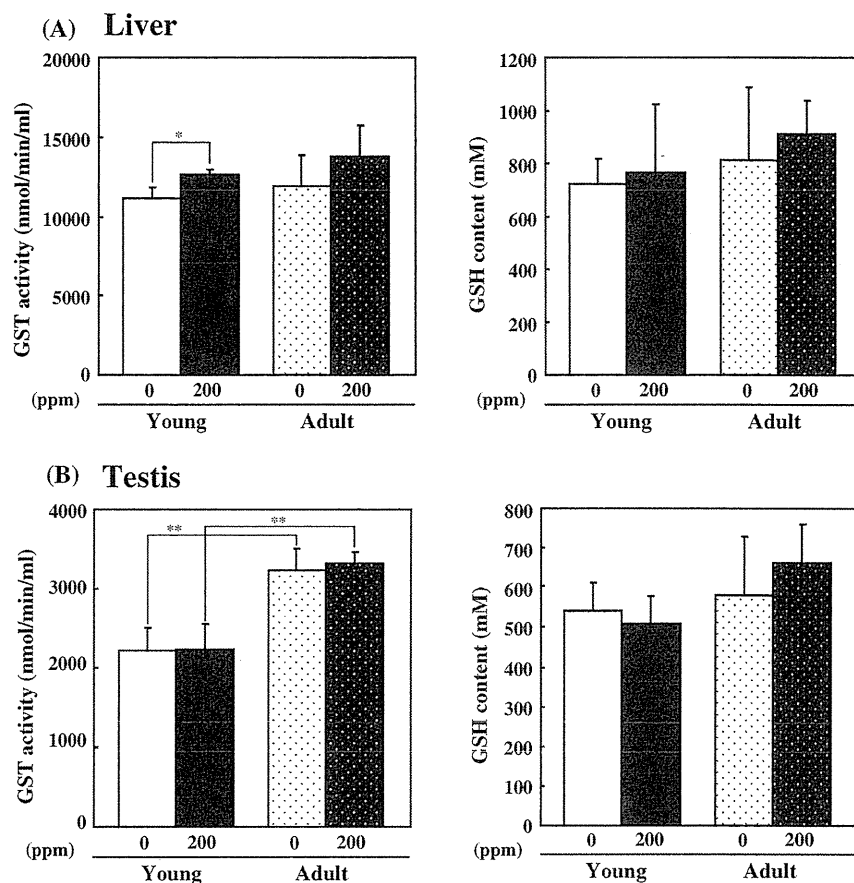 (A) Liver
GST activity (nmol/min/ml)
20000
15000
10000
5000
0
*
(ppm) 0 200 0 200
Young Adult
GSH content (mM)
1200
1000
800
600
400
200
0
(ppm) 0 200 0 200
Young Adult
(B) Testis
GST activity (nmol/min/ml)
4000
3000
2000
1000
0
** **
(ppm) 0 200 0 200
Young Adult
GSH content (mM)
800
700
600
500
400
300
200
100
0
(ppm) 0 200 0 200
Young Adult